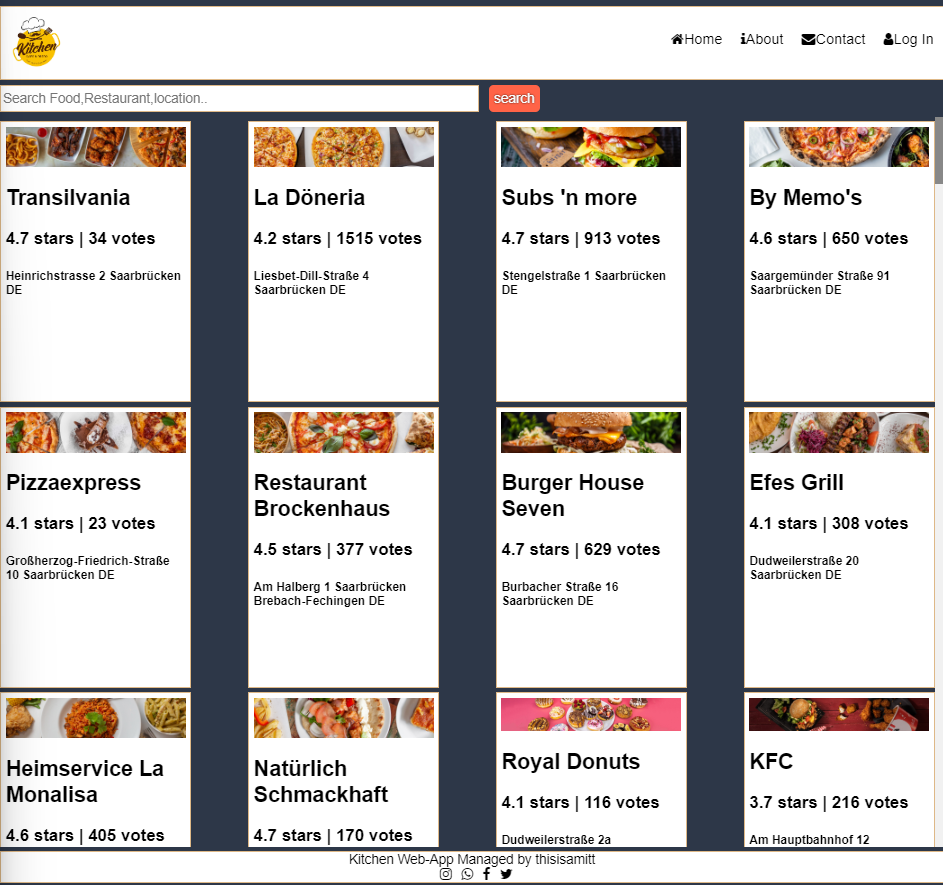 Kitchen
Home
About
Contact
Log In
Search Food,Restaurant,location..
search
Transilvania
4.7 stars | 34 votes
Heinrichstrasse 2 Saarbrücken
DE
La Döneria
4.2 stars | 1515 votes
Liesbet-Dill-Straße 4
Saarbrücken DE
Subs 'n more
4.7 stars | 913 votes
Stengelstraße 1 Saarbrücken
DE
By Memo's
4.6 stars | 650 votes
Saargemünder Straße 91
Saarbrücken DE
Pizzaexpress
4.1 stars | 23 votes
Großherzog-Friedrich-Straße
10 Saarbrücken DE
Restaurant
Brockenhaus
4.5 stars | 377 votes
Am Halberg 1 Saarbrücken
Brebach-Fechingen DE
Burger House
Seven
4.7 stars | 629 votes
Burbacher Straße 16
Saarbrücken DE
Efes Grill
4.1 stars | 308 votes
Dudweilerstraße 20
Saarbrücken DE
Heimservice La
Monalisa
4.6 stars | 405 votes
Natürlich
Schmackhaft
4.7 stars | 170 votes
Royal Donuts
4.1 stars | 116 votes
Dudweilerstraße 2a
KFC
3.7 stars | 216 votes
Am Hauptbahnhof 12
Kitchen Web-App Managed by thisisamitt